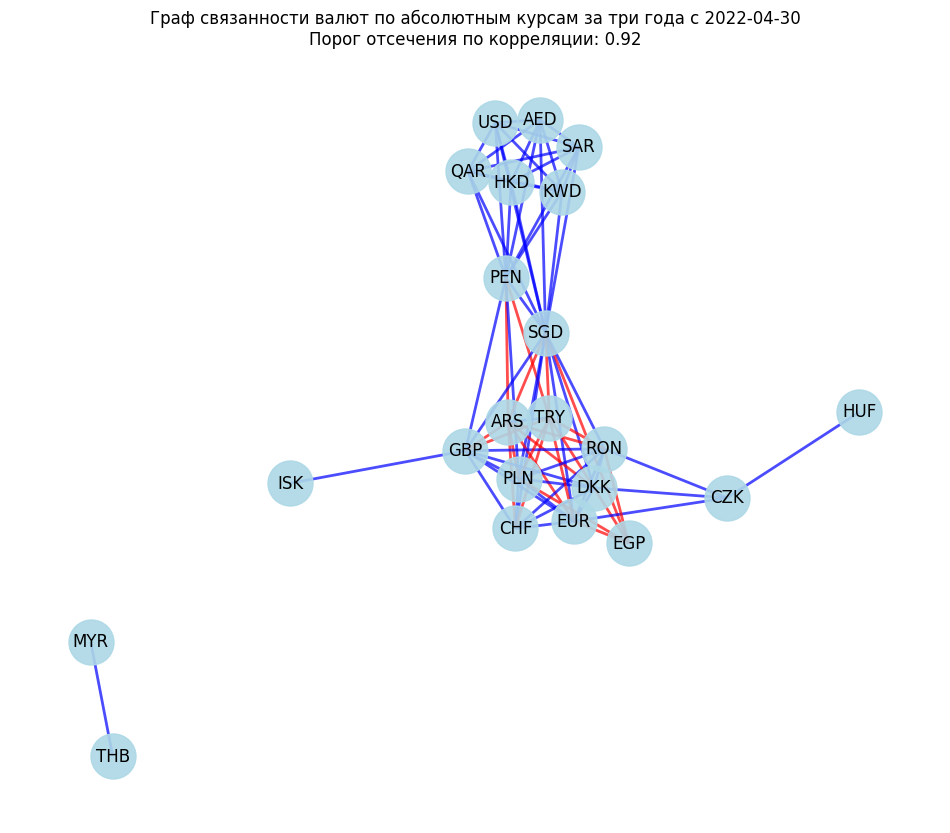 Граф связанности валют по абсолютным курсам за три года с 2022-04-30
Порог отсечения по корреляции: 0.92
USD
AED
SAR
QAR
HKD
KWD
PEN
SGD
HUF
ARS
TRY
GBP
RON
ISK
PLN
DKK
CZK
CHF
EUR
EGP
MYR
THB